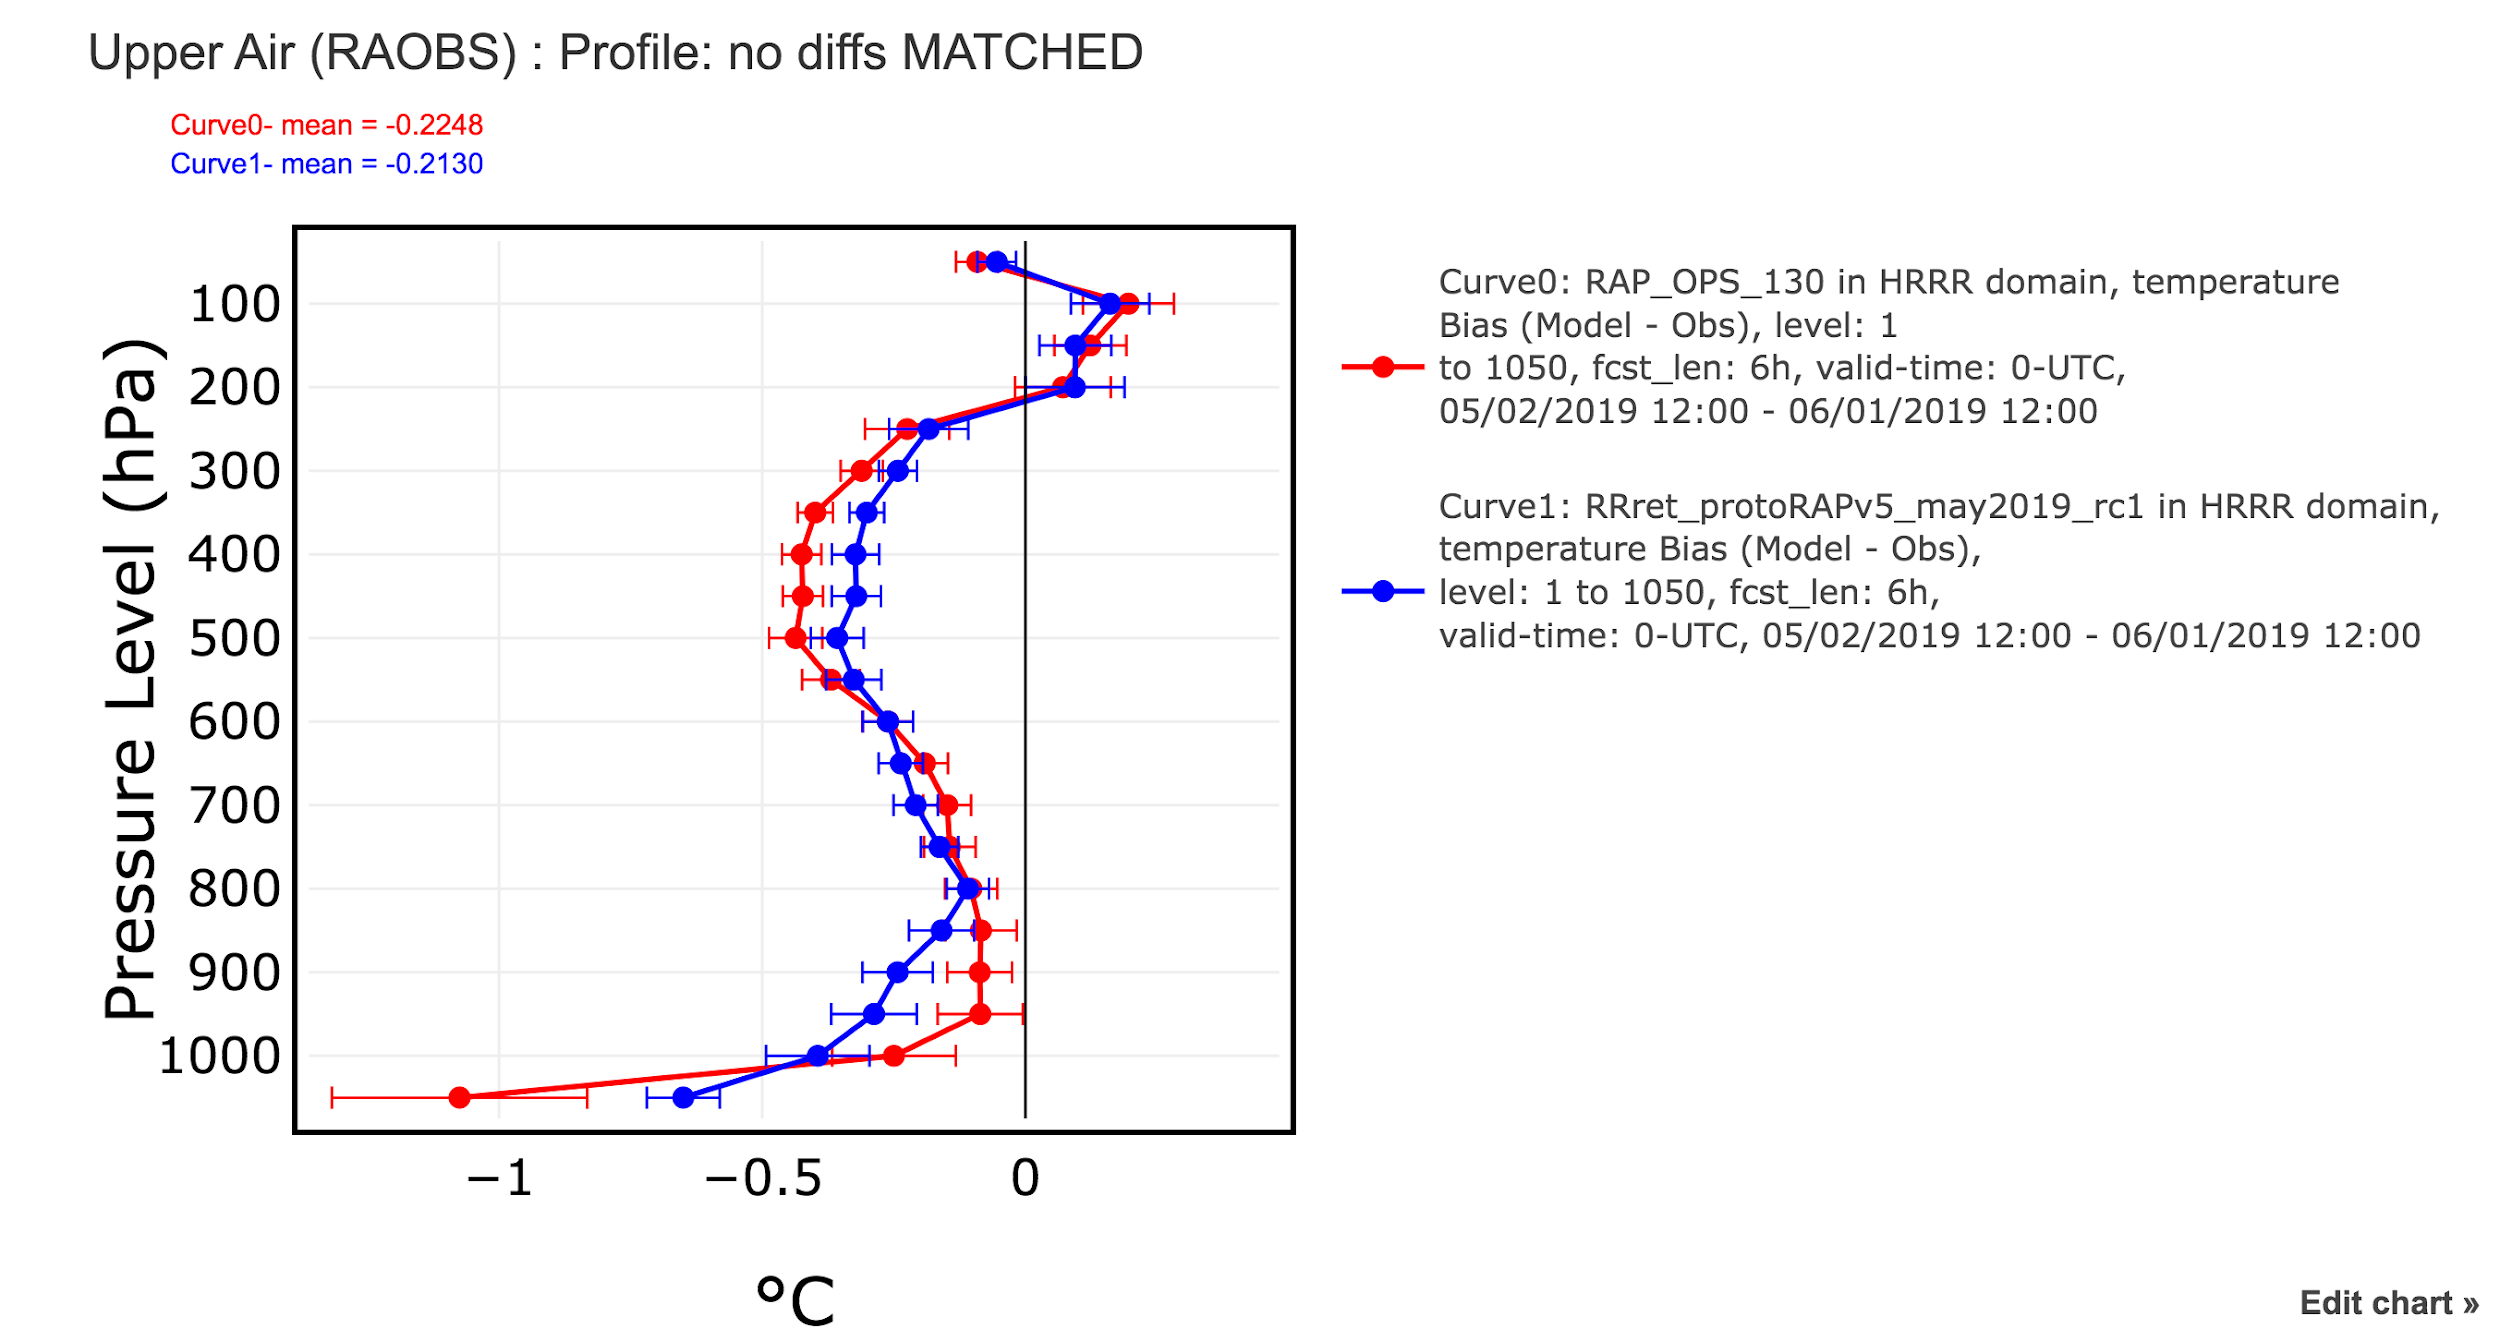 Upper Air (RAOBS) : Profile: no diffs MATCHED
Curve0- mean = -0.2248
Curve1- mean = -0.2130
Pressure Level (hPa)
100
200
300
400
500
600
700
800
900
1000
−1
−0.5
0
°C
Curve0: RAP_OPS_130 in HRRR domain, temperature
Bias (Model - Obs), level: 1
to 1050, fcst_len: 6h, valid-time: 0-UTC,
05/02/2019 12:00 - 06/01/2019 12:00
Curve1: RRret_protoRAPv5_may2019_rc1 in HRRR domain,
temperature Bias (Model - Obs),
level: 1 to 1050, fcst_len: 6h,
valid-time: 0-UTC, 05/02/2019 12:00 - 06/01/2019 12:00
Edit chart »